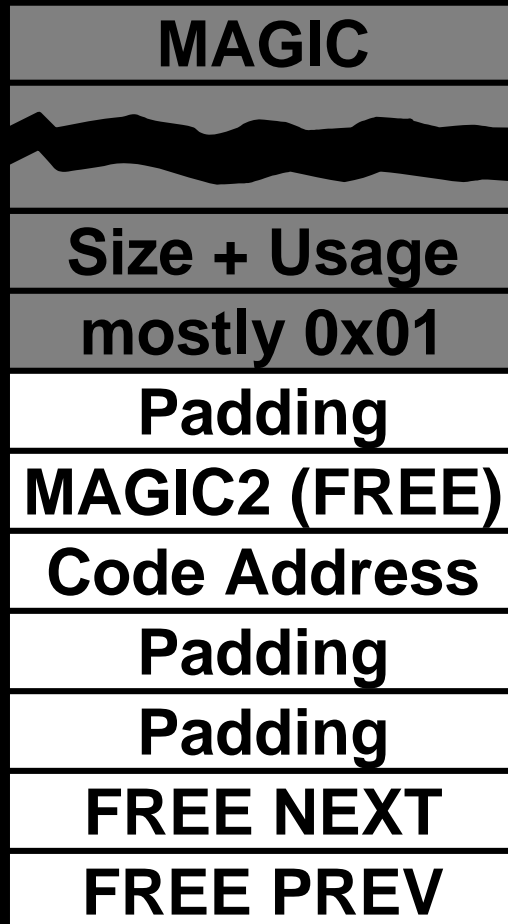 MAGIC
Size + Usage
mostly 0x01
Padding
MAGIC2 (FREE)
Code Address
Padding
Padding
FREE NEXT
FREE PREV